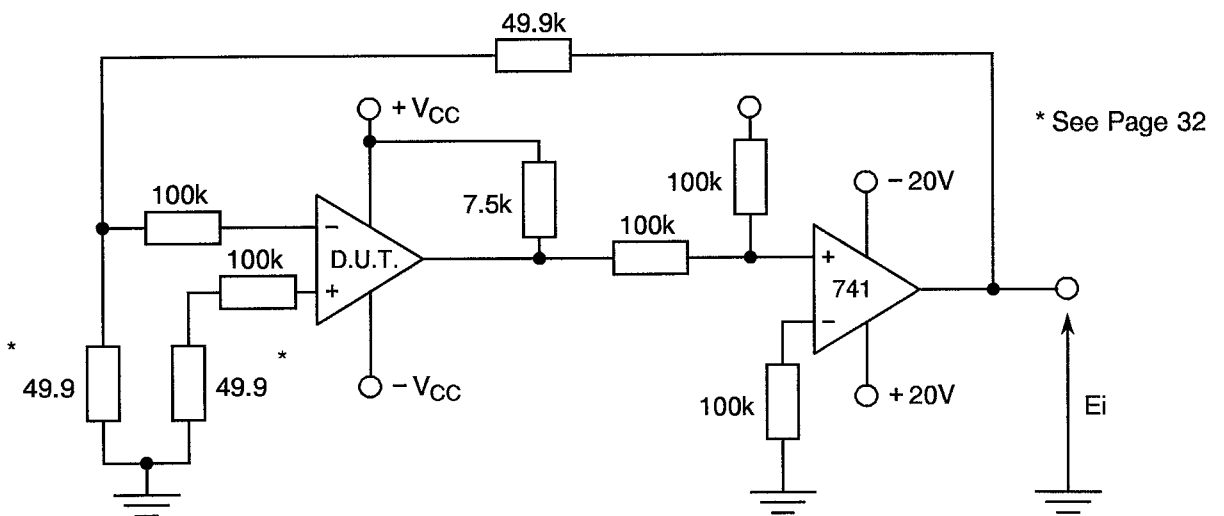 49.9k
+ VCC
* See Page 32
100k
7.5k
100k
- 20V
100k
100k
D.U.T.
-
+
+
741
-
*
49.9
*
49.9
- VCC
100k
+ 20V
Ei